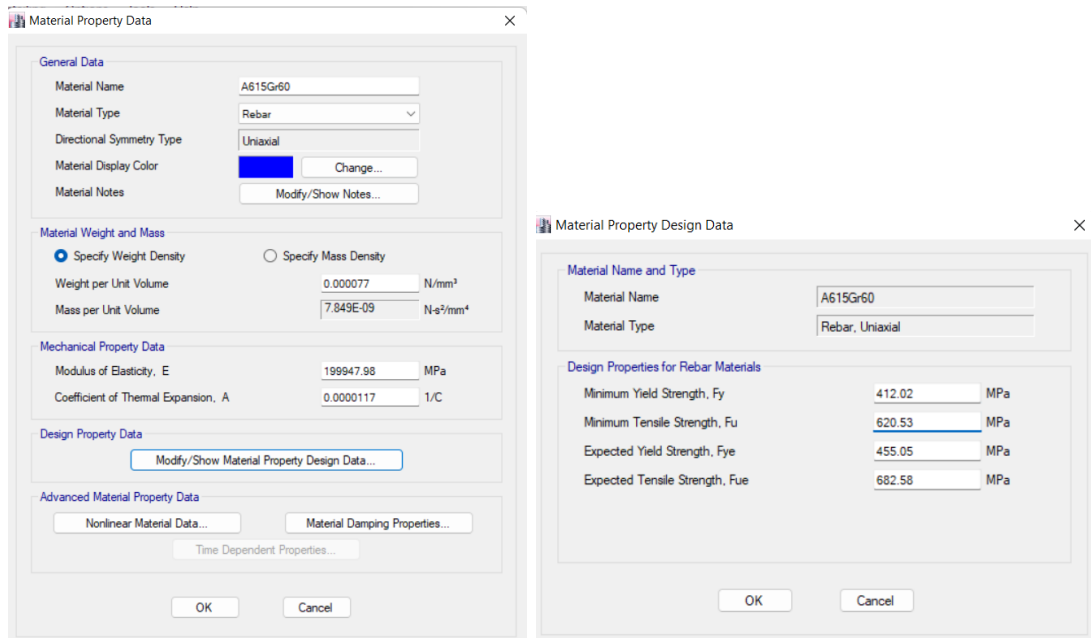 Material Property Data
General Data
Material Name A615Gr60
Material Type Rebar
Directional Symmetry Type Uniaxial
Material Display Color Change...
Material Notes Modify/Show Notes...
Material Weight and Mass
Specify Weight Density Specify Mass Density
Weight per Unit Volume 0.000077 N/mm³
Mass per Unit Volume 7.849E-09 N-s²/mm⁴
Mechanical Property Data
Modulus of Elasticity, E 199947.98 MPa
Coefficient of Thermal Expansion, A 0.0000117 1/C
Design Property Data
Modify/Show Material Property Design Data...
Advanced Material Property Data
Nonlinear Material Data... Material Damping Properties...
Time Dependent Properties...
OK Cancel
Material Property Design Data
Material Name and Type
Material Name A615Gr60
Material Type Rebar, Uniaxial
Design Properties for Rebar Materials
Minimum Yield Strength, Fy 412.02 MPa
Minimum Tensile Strength, Fu 620.53 MPa
Expected Yield Strength, Fye 455.05 MPa
Expected Tensile Strength, Fue 682.58 MPa
OK Cancel